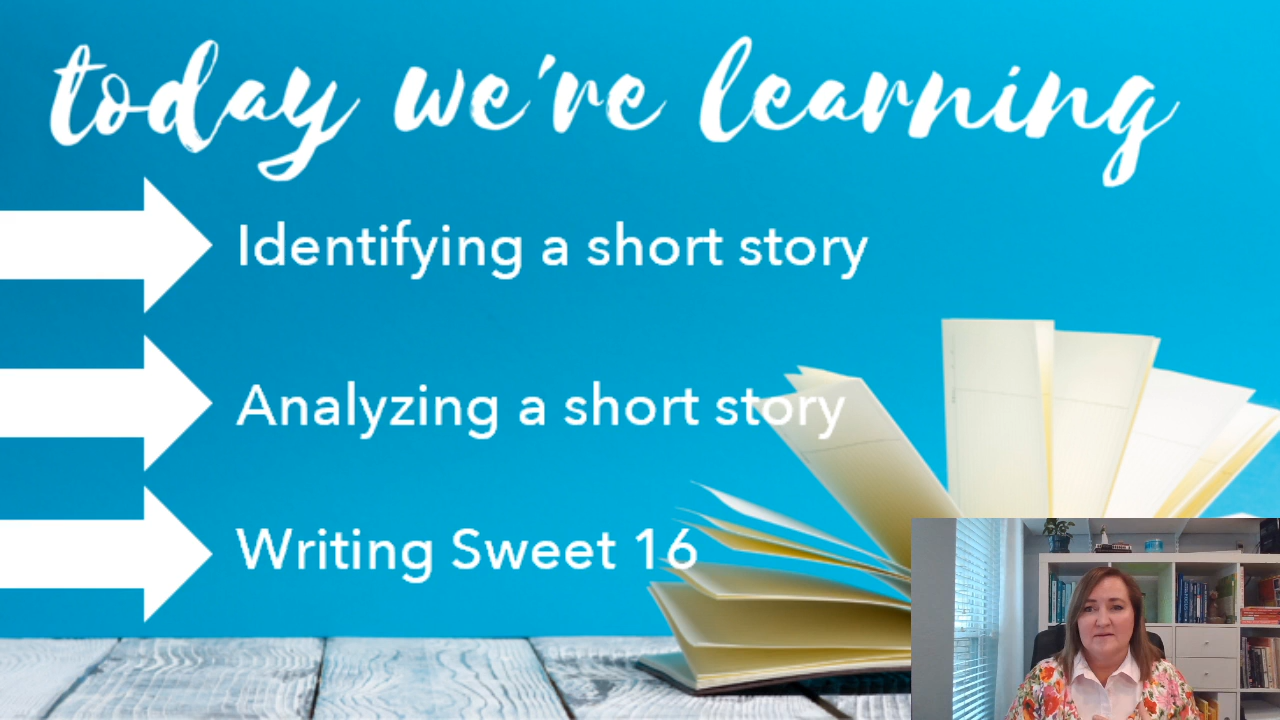 today we're learning
Identifying a short story
Analyzing a short story
Writing Sweet 16